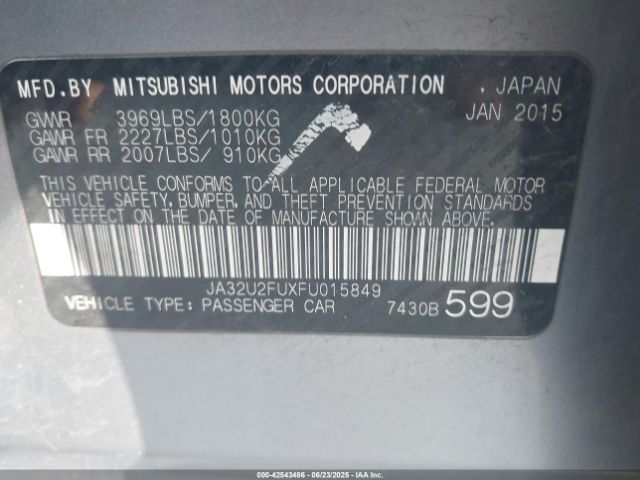 MFD.BY MITSUBISHI MOTORS CORPORATION , JAPAN
GVWR 3969LBS/1800KG JAN 2015
GAWR FR 2227LBS/1010KG
GAWR RR 2007LBS/ 910KG
THIS VEHICLE CONFORMS TO ALL APPLICABLE FEDERAL MOTOR
VEHICLE SAFETY, BUMPER, AND THEFT PREVENTION STANDARDS
IN EFFECT ON THE DATE OF MANUFACTURE SHOWN ABOVE.
JA32U2FUXFU015849
VEHICLE TYPE: PASSENGER CAR 7430B 599
000-42543486 - 06/23/2025 - IAAI.CA